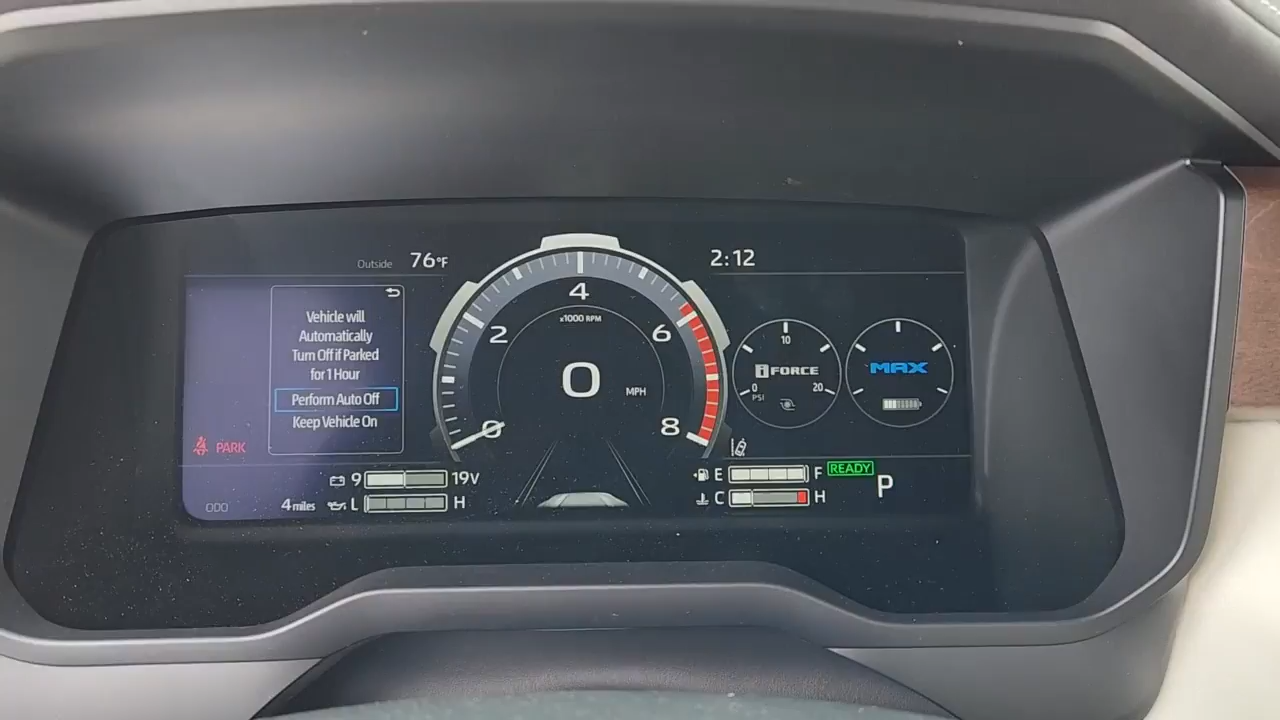 Outside 76°F
2:12
Vehicle will
Automatically
Turn Off if Parked
for 1 Hour
Perform Auto Off
Keep Vehicle On
PARK
ODO 4 miles
9 19V
L H
0 2 4 6 8
x1000 RPM
0 MPH
10
i FORCE
0 20
PSI
MAX
E F
C H
READY
P